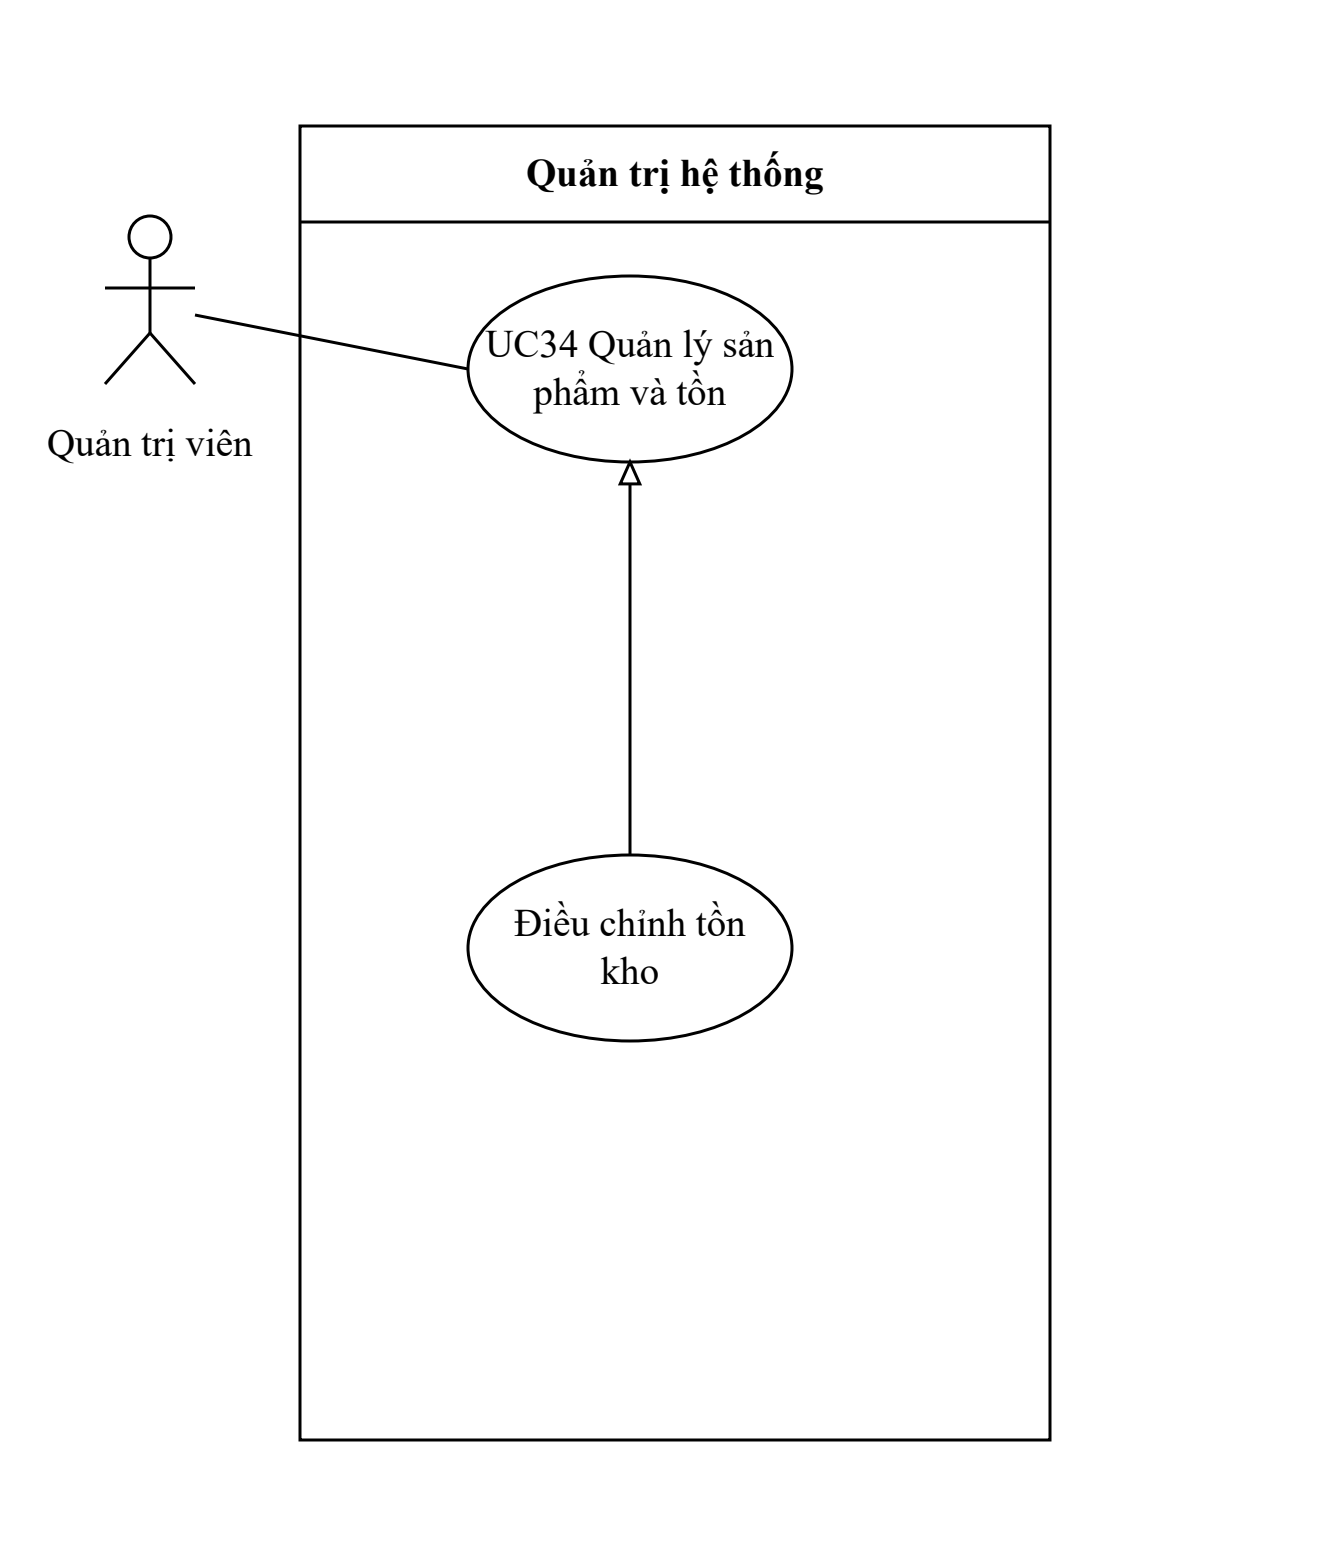 Quản trị hệ thống
UC34 Quản lý sản
phẩm và tồn
Quản trị viên
Điều chỉnh tồn
kho